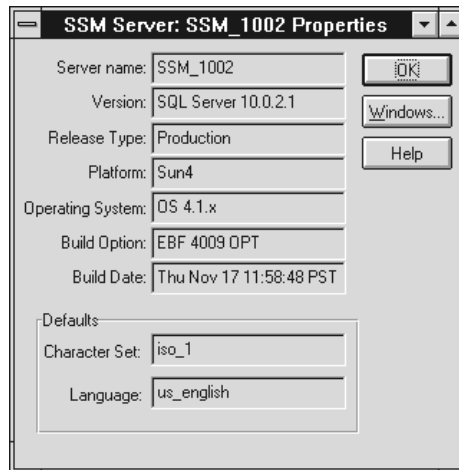 SSM Server: SSM_1002 Properties
Server name: SSM_1002
Version: SQL Server 10.0.2.1
Release Type: Production
Platform: Sun4
Operating System: OS 4.1.x
Build Option: EBF 4009 OPT
Build Date: Thu Nov 17 11:58:48 PST
Defaults
Character Set: iso_1
Language: us_english
OK
Windows...
Help